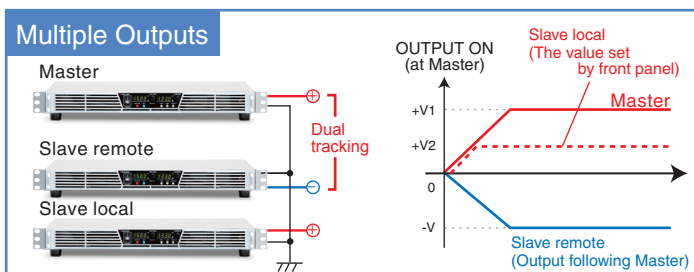 Multiple Outputs
Master
Slave remote
Slave local
+
−
+
Dual
tracking
OUTPUT ON
(at Master)
Slave local
(The value set
by front panel)
Master
+V1
+V2
0
-V
Slave remote
(Output following Master)